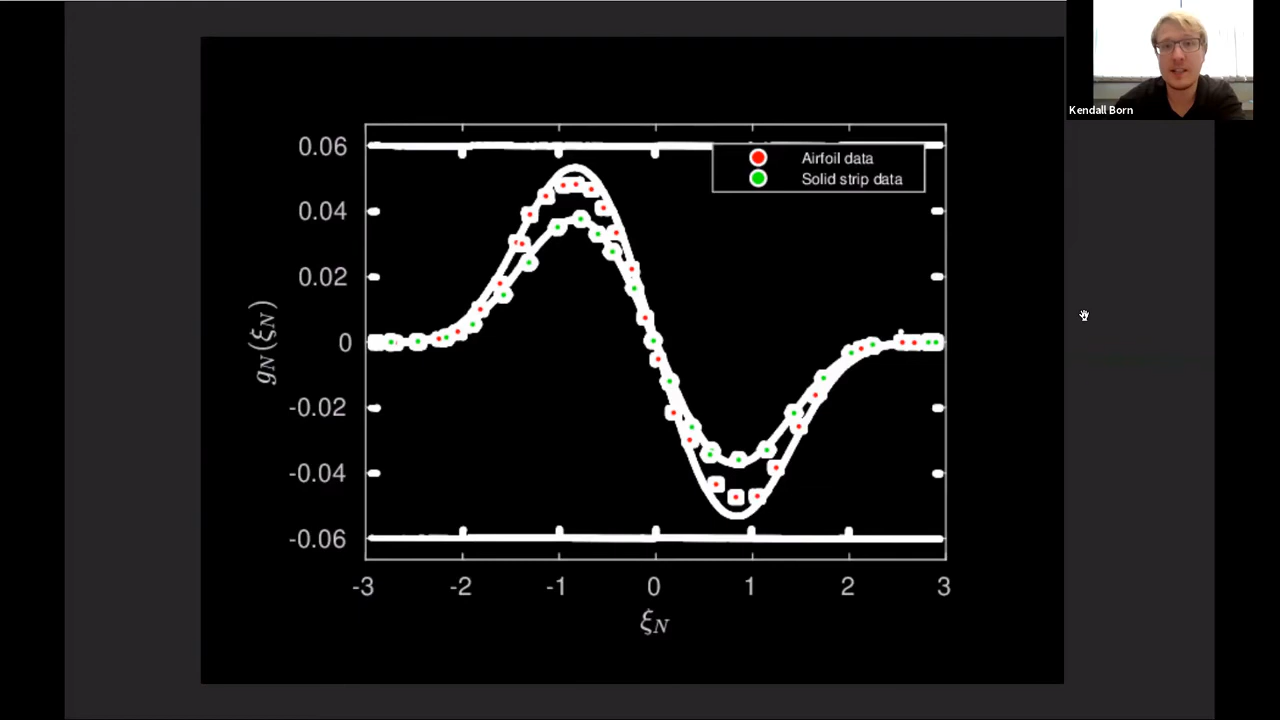 Kendall Born
Airfoil data
Solid strip data
0.06
0.04
0.02
0
-0.02
-0.04
-0.06
g_N(ξ_N)
-3 -2 -1 0 1 2 3
ξ_N